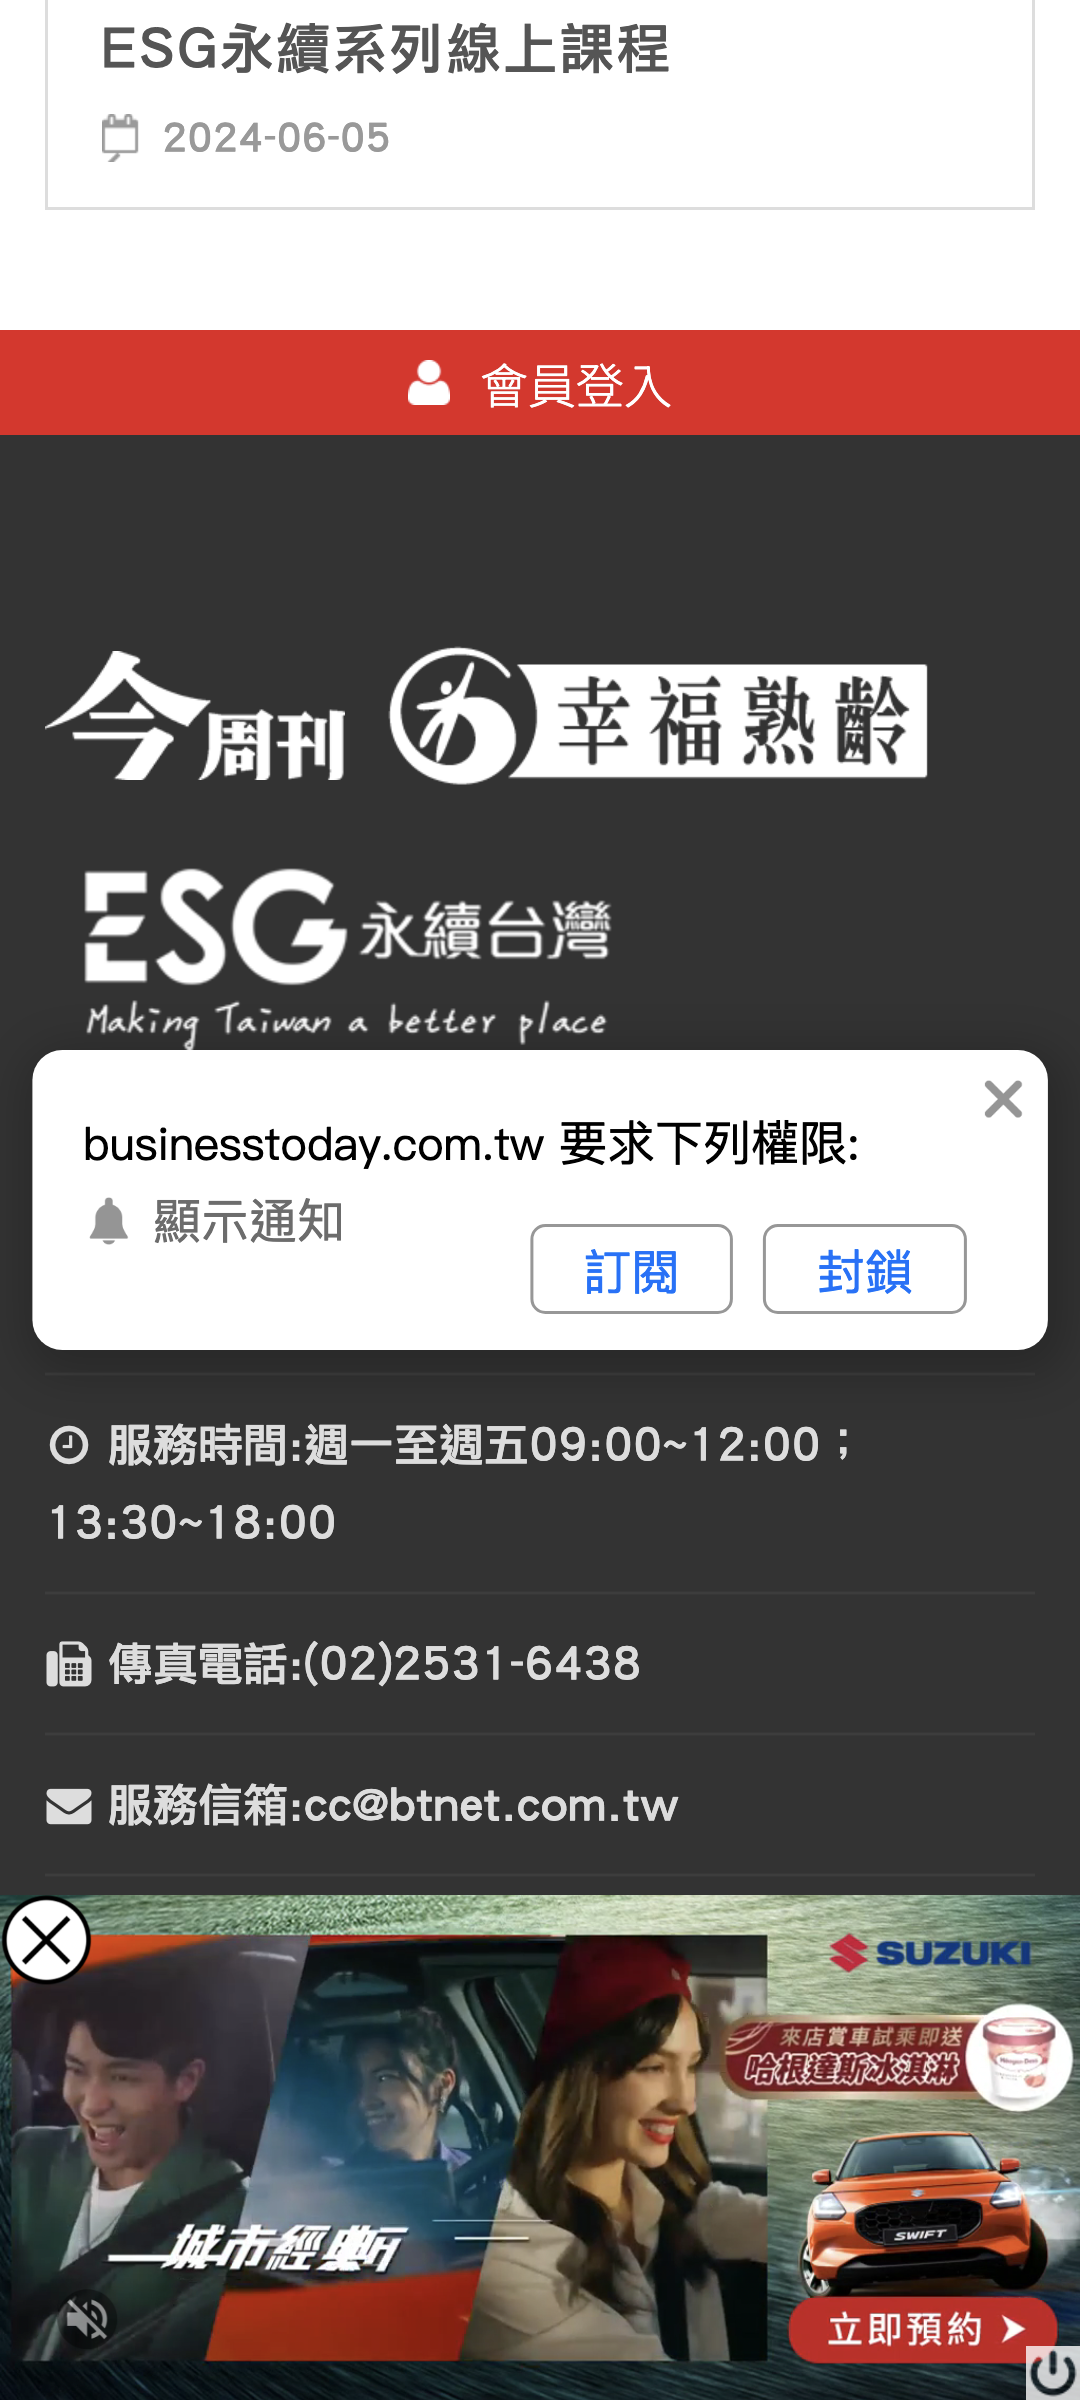 ESG永續系列線上課程
2024-06-05
會員登入
今周刊
幸福熟齡
ESG永續台灣
Making Taiwan a better place
businesstoday.com.tw 要求下列權限:
顯示通知
訂閱
封鎖
服務時間:週一至週五09:00~12:00；
13:30~18:00
傳真電話:(02)2531-6438
服務信箱:cc@btnet.com.tw
SUZUKI
來店賞車試乘即送
哈根達斯冰淇淋
城市經
SWIFT
立即預約